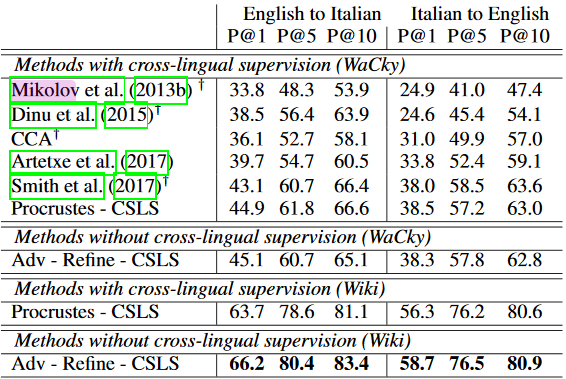 English to Italian Italian to English
P@1 P@5 P@10 P@1 P@5 P@10
Methods with cross-lingual supervision (WaCky)
Mikolov et al. (2013b) † 33.8 48.3 53.9 24.9 41.0 47.4
Dinu et al. (2015)† 38.5 56.4 63.9 24.6 45.4 54.1
CCA† 36.1 52.7 58.1 31.0 49.9 57.0
Artetxe et al. (2017) 39.7 54.7 60.5 33.8 52.4 59.1
Smith et al. (2017)† 43.1 60.7 66.4 38.0 58.5 63.6
Procrustes - CSLS 44.9 61.8 66.6 38.5 57.2 63.0
Methods without cross-lingual supervision (WaCky)
Adv - Refine - CSLS 45.1 60.7 65.1 38.3 57.8 62.8
Methods with cross-lingual supervision (Wiki)
Procrustes - CSLS 63.7 78.6 81.1 56.3 76.2 80.6
Methods without cross-lingual supervision (Wiki)
Adv - Refine - CSLS 66.2 80.4 83.4 58.7 76.5 80.9